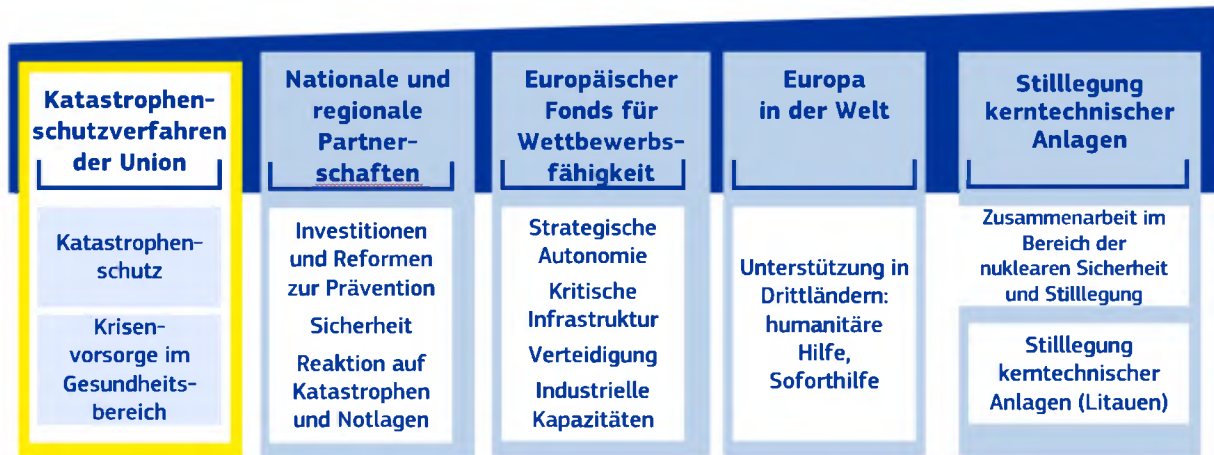 Katastrophen-
schutzverfahren
der Union
Katastrophen-
schutz
Krisen-
vorsorge im
Gesundheits-
bereich
Nationale und
regionale
Partner-
schaften
Investitionen
und Reformen
zur Prävention
Sicherheit
Reaktion auf
Katastrophen
und Notlagen
Europäischer
Fonds für
Wettbewerbs-
fähigkeit
Strategische
Autonomie
Kritische
Infrastruktur
Verteidigung
Industrielle
Kapazitäten
Europa
in der Welt
Unterstützung in
Drittländern:
humanitäre
Hilfe,
Soforthilfe
Stilllegung
kerntechnischer
Anlagen
Zusammenarbeit im
Bereich der
nuklearen Sicherheit
und Stilllegung
Stilllegung
kerntechnischer
Anlagen (Litauen)